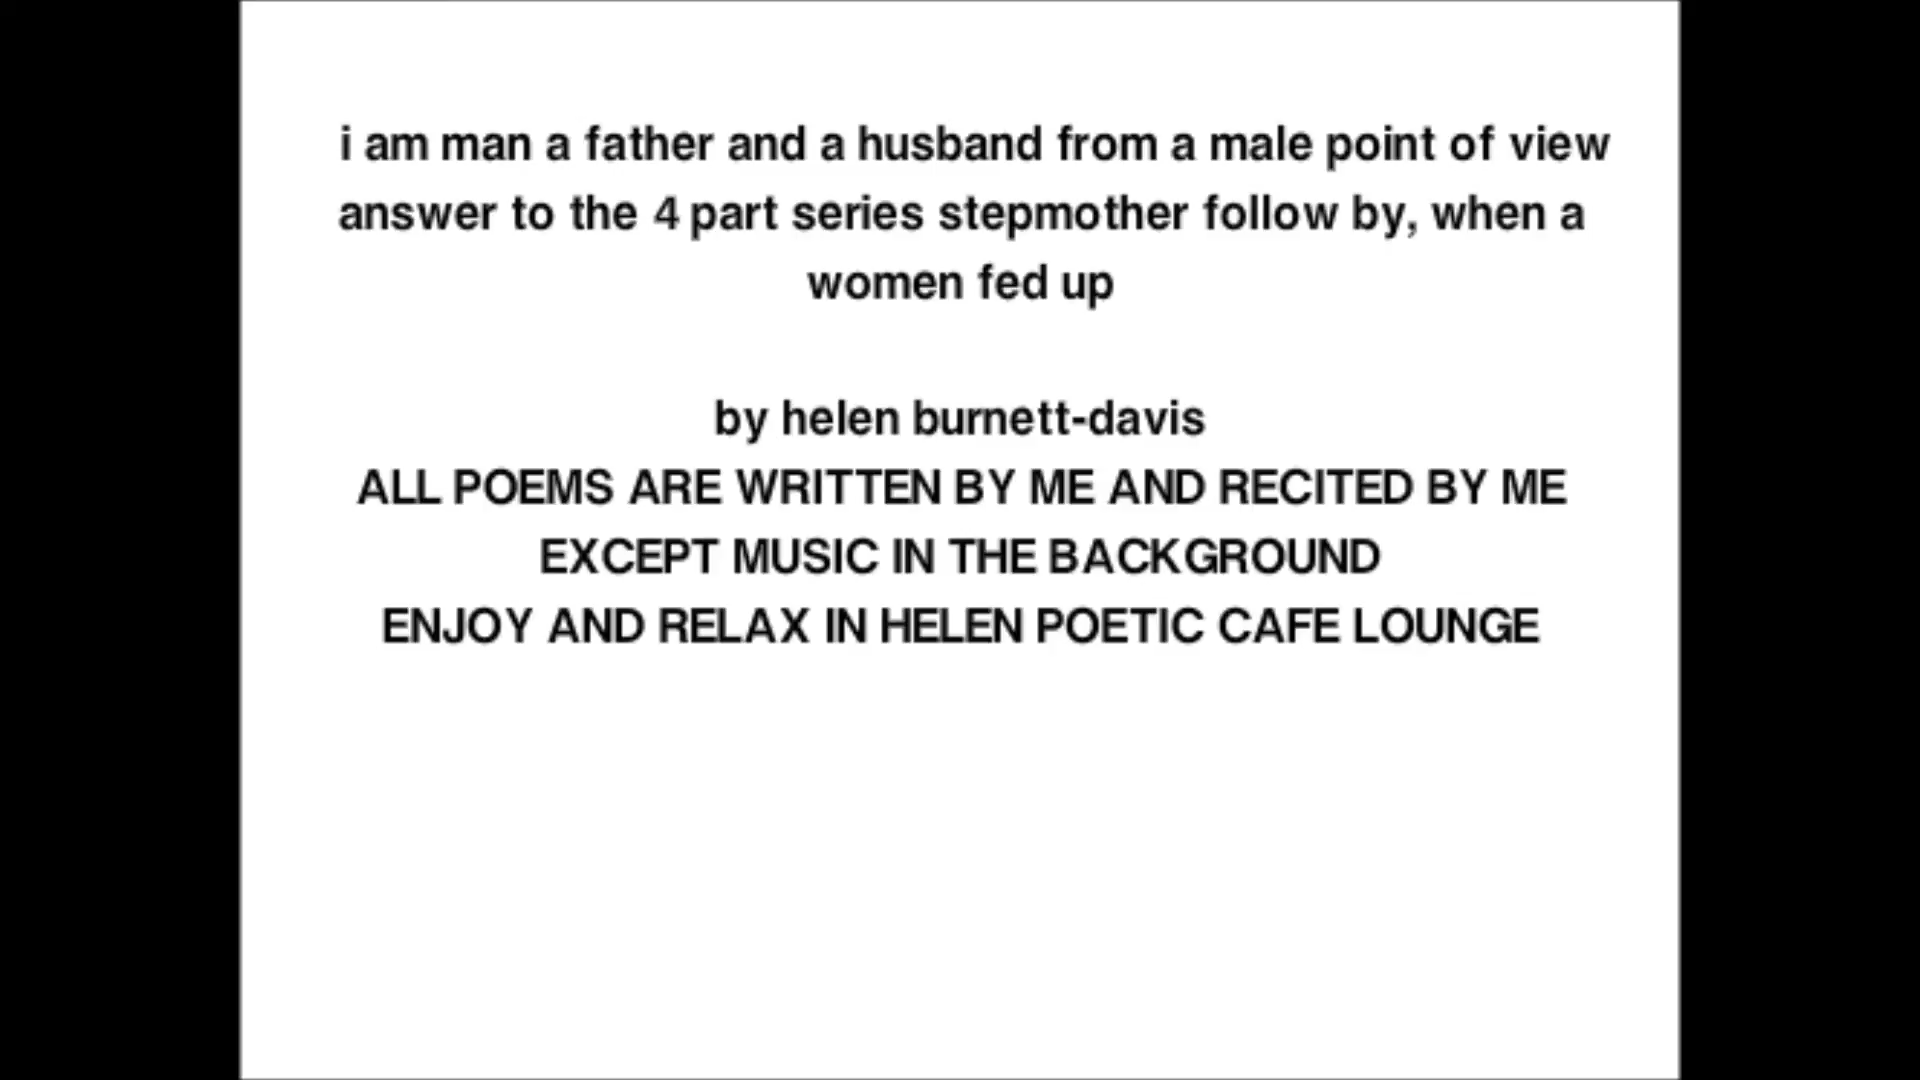 i am man a father and a husband from a male point of view
answer to the 4 part series stepmother follow by, when a
women fed up
by helen burnett-davis
ALL POEMS ARE WRITTEN BY ME AND RECITED BY ME
EXCEPT MUSIC IN THE BACKGROUND
ENJOY AND RELAX IN HELEN POETIC CAFE LOUNGE